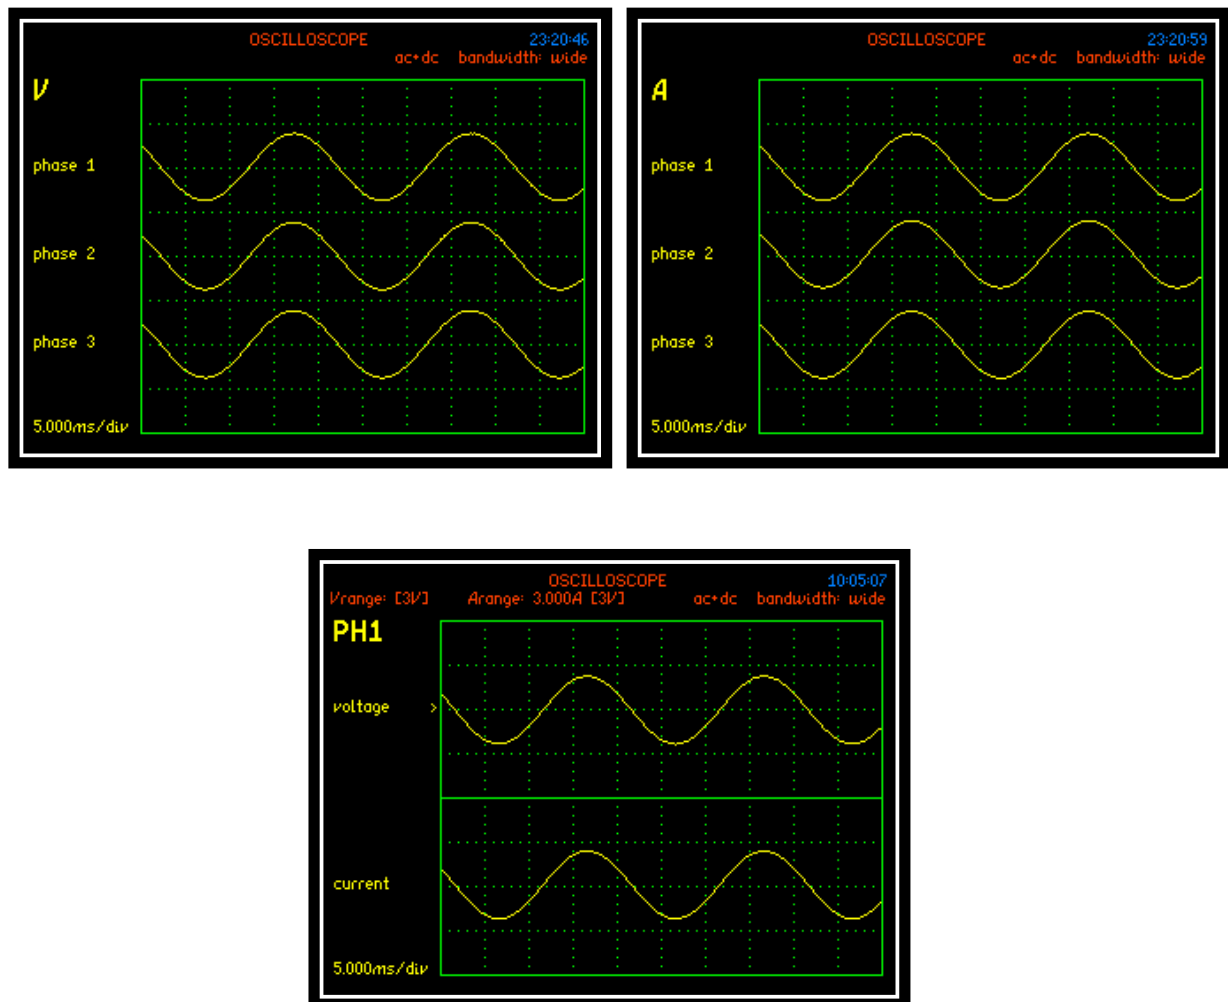 OSCILLOSCOPE 23:20:46
ac+dc bandwidth: wide
V
phase 1
phase 2
phase 3
5.000ms/div
OSCILLOSCOPE 23:20:59
ac+dc bandwidth: wide
A
phase 1
phase 2
phase 3
5.000ms/div
OSCILLOSCOPE 10:05:07
Vrange: [3V] Arange: 3.000A [3V] ac+dc bandwidth: wide
PH1
voltage >
current
5.000ms/div